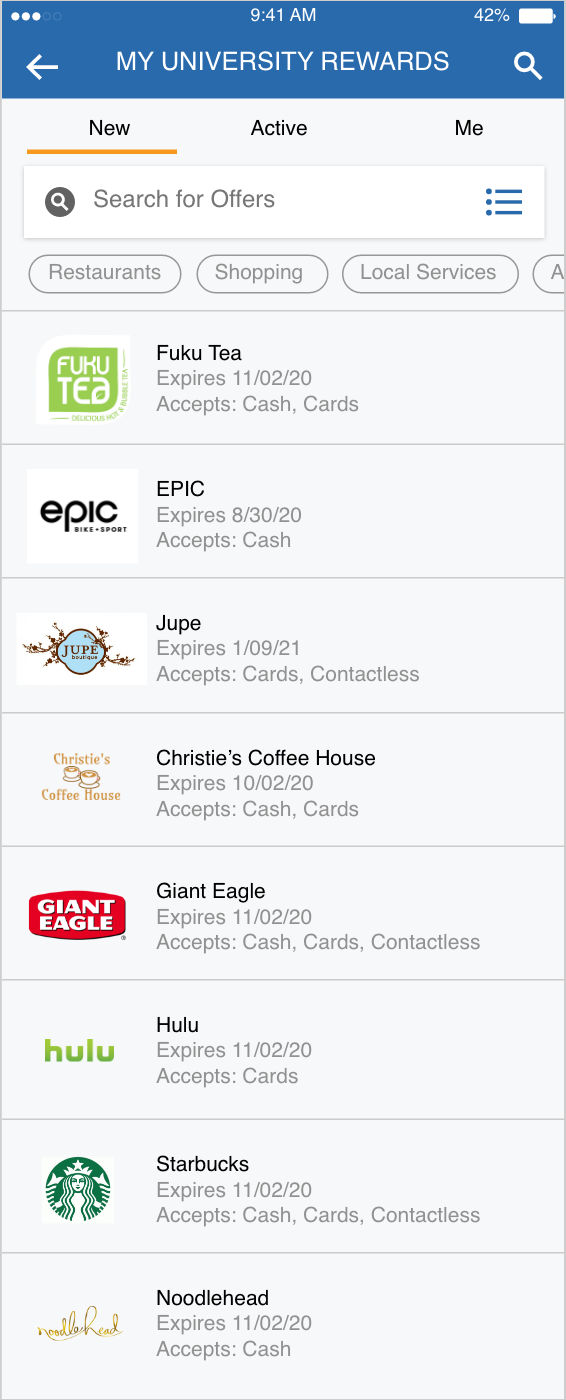 9:41 AM 42%
MY UNIVERSITY REWARDS
New Active Me
Search for Offers
Restaurants Shopping Local Services A
FUKU
TEA
DELICIOUS HOT & BUBBLE TEA
Fuku Tea
Expires 11/02/20
Accepts: Cash, Cards
epic
BIKE+SPORT
EPIC
Expires 8/30/20
Accepts: Cash
JUPE
boutique
Jupe
Expires 1/09/21
Accepts: Cards, Contactless
Christie's
Coffee House
Christie’s Coffee House
Expires 10/02/20
Accepts: Cash, Cards
GIANT
EAGLE
®
Giant Eagle
Expires 11/02/20
Accepts: Cash, Cards, Contactless
hulu
Hulu
Expires 11/02/20
Accepts: Cards
Starbucks
Expires 11/02/20
Accepts: Cash, Cards, Contactless
noodlehead
Noodlehead
Expires 11/02/20
Accepts: Cash